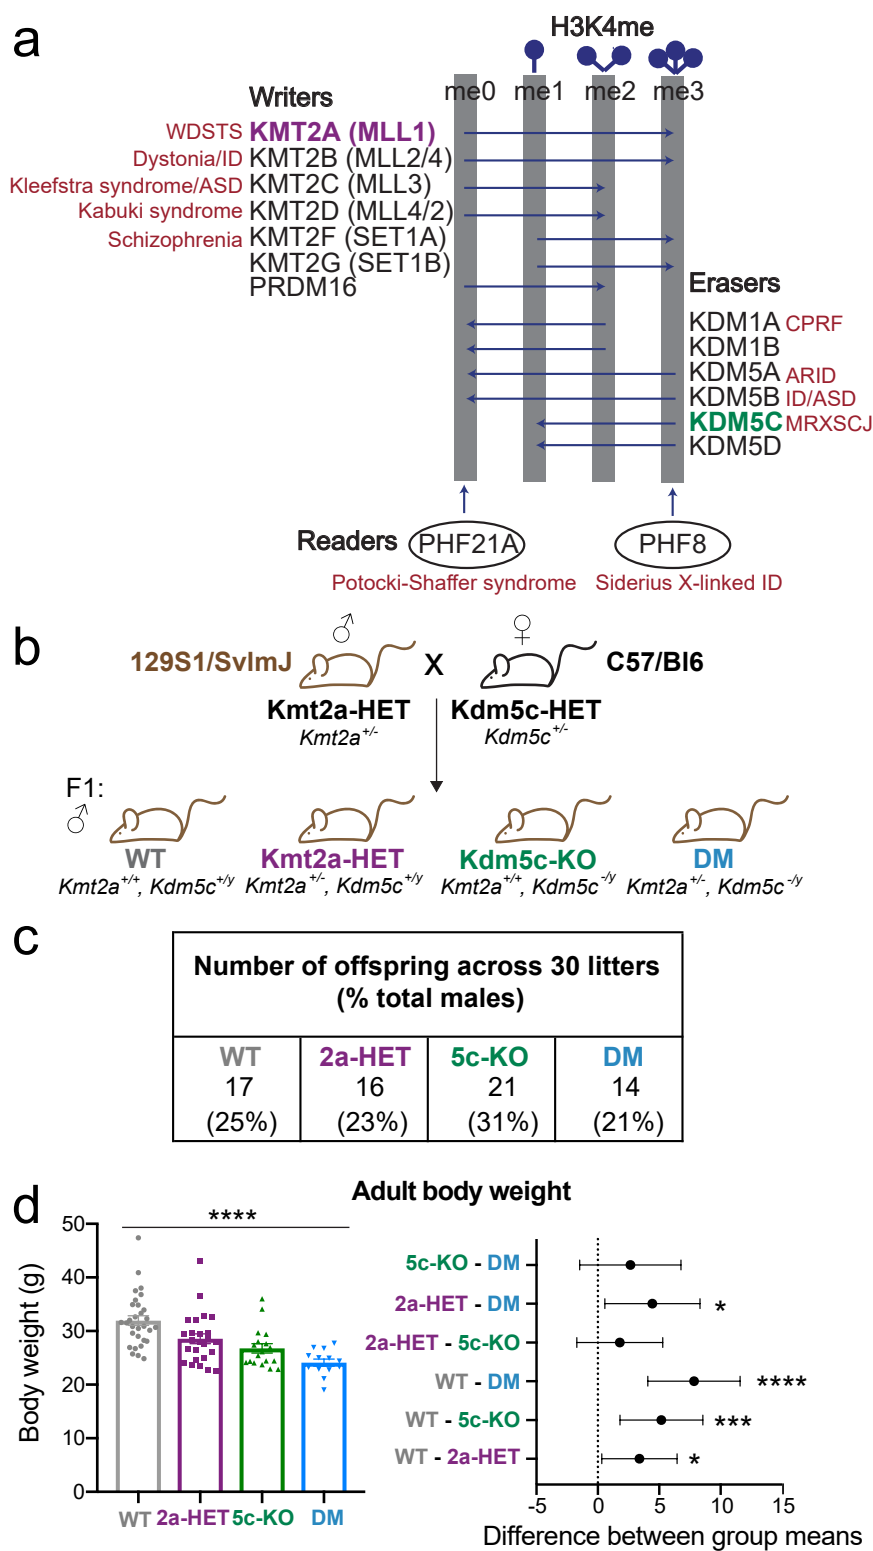 a
H3K4me
me0 me1 me2 me3
Writers
WDSTS KMT2A (MLL1)
Dystonia/ID KMT2B (MLL2/4)
Kleefstra syndrome/ASD KMT2C (MLL3)
Kabuki syndrome KMT2D (MLL4/2)
Schizophrenia KMT2F (SET1A)
KMT2G (SET1B)
PRDM16
Erasers
KDM1A CPRF
KDM1B
KDM5A ARID
KDM5B ID/ASD
KDM5C MRXSCJ
KDM5D
Readers PHF21A PHF8
Potocki-Shaffer syndrome Siderius X-linked ID
b
♂ ♀
129S1/SvImJ X C57/Bl6
Kmt2a-HET Kdm5c-HET
Kmt2a+/- Kdm5c+/-
F1:
♂
WT Kmt2a-HET Kdm5c-KO DM
Kmt2a+/+, Kdm5c+/y Kmt2a+/-, Kdm5c+/y Kmt2a+/+, Kdm5c-/y Kmt2a+/-, Kdm5c-/y
c
Number of offspring across 30 litters
(% total males)
WT 2a-HET 5c-KO DM
17 16 21 14
(25%) (23%) (31%) (21%)
d
Adult body weight
Body weight (g)
50
40
30
20
10
0
****
WT 2a-HET 5c-KO DM
5c-KO - DM
2a-HET - DM *
2a-HET - 5c-KO
WT - DM ****
WT - 5c-KO ***
WT - 2a-HET *
-5 0 5 10 15
Difference between group means